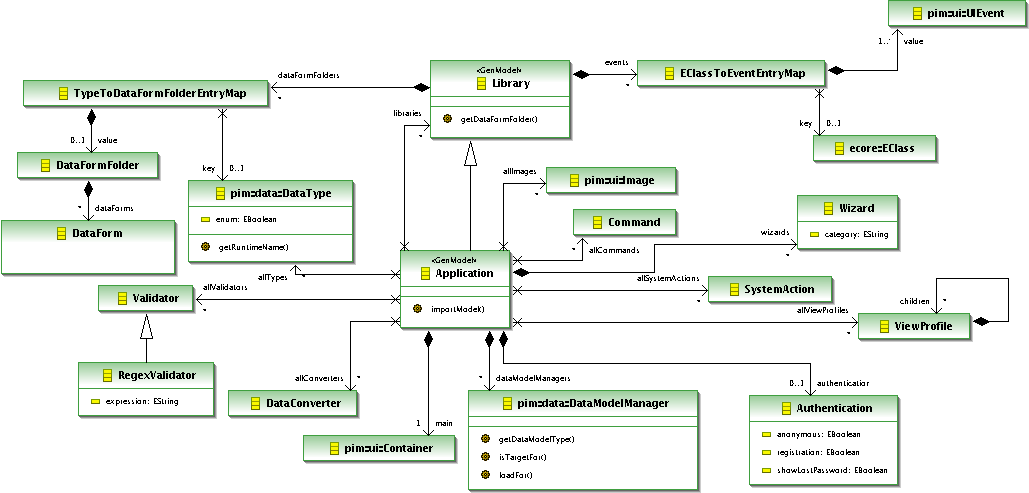 pim::ui::UIEvent
1..*
value
«GenModel»
Library
getDataFormFolder()
events
*
EClassToEventEntryMap
dataFormFolders
*
TypeToDataFormFolderEntryMap
libraries
*
key
0..1
ecore::EClass
0..1
value
DataFormFolder
*
dataForms
DataForm
key
0..1
pim::data::DataType
enum: EBoolean
getRuntimeName()
allImages
*
pim::ui::Image
Command
*
allCommands
Wizard
category: EString
wizards
*
«GenModel»
Application
importModel()
allTypes
*
allValidators
*
Validator
allSystemActions
*
SystemAction
children
*
allViewProfiles
*
ViewProfile
RegexValidator
expression: EString
allConverters
*
DataConverter
1
main
pim::ui::Container
*
dataModelManagers
pim::data::DataModelManager
getDataModelType()
isTargetFor()
loadFor()
0..1
authentication
Authentication
anonymous: EBoolean
registration: EBoolean
showLostPassword: EBoolean